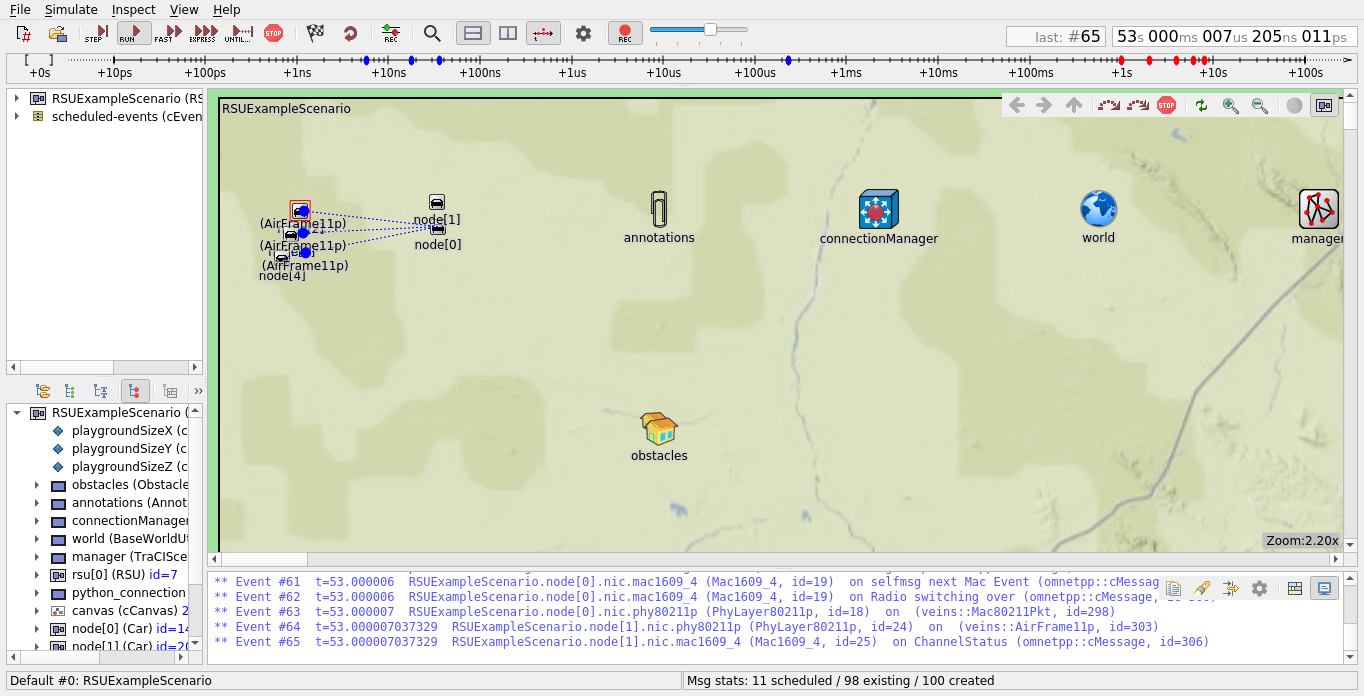 File Simulate Inspect View Help
STEP RUN FAST EXPRESS UNTIL... STOP REC REC last: #65 53s 000ms 007us 205ns 011ps
+0s +10ps +100ps +1ns +10ns +100ns +1us +10us +100us +1ms +10ms +100ms +1s +10s +100s
RSUExampleScenario (RS
scheduled-events (cEven
RSUExampleScenario (
playgroundSizeX (c
playgroundSizeY (c
playgroundSizeZ (c
obstacles (Obstacle
annotations (Annot
connectionManager
world (BaseWorldUt
manager (TraCISce
rsu[0] (RSU) id=7
python_connection
canvas (cCanvas) 2
node[0] (Car) id=14
node[1] (Car) id=20
RSUExampleScenario
STOP
(AirFrame11p)
(AirFrame11p)
(AirFrame11p)
node[4]
node[1]
node[0]
annotations
connectionManager
world
manager
obstacles
Zoom:2.20x
** Event #61 t=53.000006 RSUExampleScenario.node[0].nic.mac1609_4 (Mac1609_4, id=19) on selfmsg next Mac Event (omnetpp::cMessag
** Event #62 t=53.000006 RSUExampleScenario.node[0].nic.mac1609_4 (Mac1609_4, id=19) on Radio switching over (omnetpp::cMessage,
** Event #63 t=53.000007 RSUExampleScenario.node[0].nic.phy80211p (PhyLayer80211p, id=18) on (veins::Mac80211Pkt, id=298)
** Event #64 t=53.000007037329 RSUExampleScenario.node[1].nic.phy80211p (PhyLayer80211p, id=24) on (veins::AirFrame11p, id=303)
** Event #65 t=53.000007037329 RSUExampleScenario.node[1].nic.mac1609_4 (Mac1609_4, id=25) on ChannelStatus (omnetpp::cMessage, id=306)
Default #0: RSUExampleScenario
Msg stats: 11 scheduled / 98 existing / 100 created